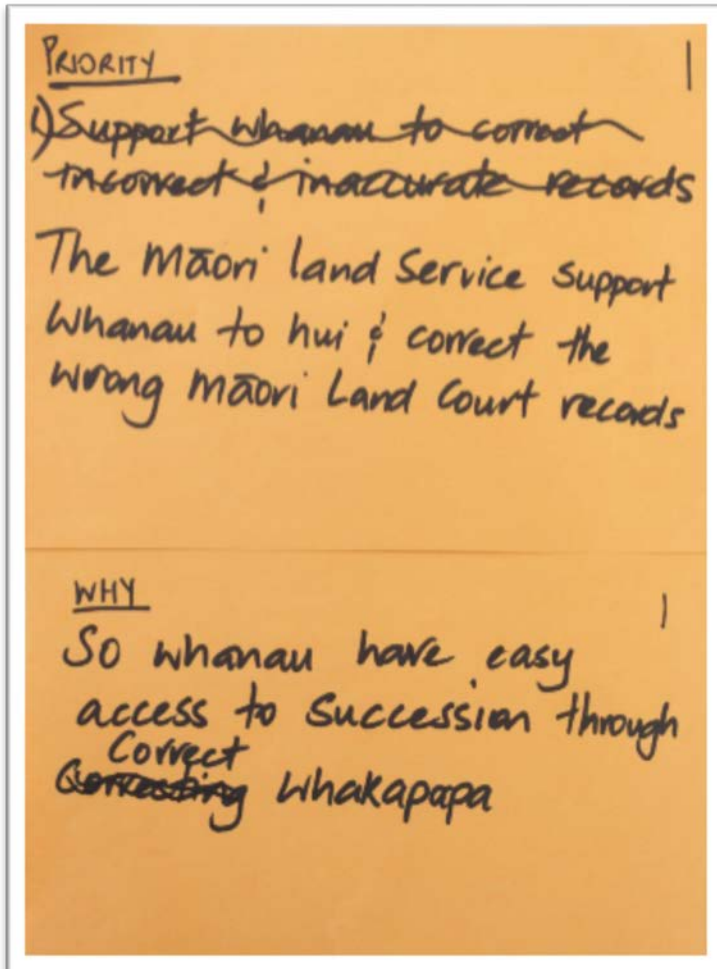 PRIORITY 1
1) Support whanau to correct
incorrect & inaccurate records
The Māori land Service support
whanau to hui & correct the
wrong Māori Land Court records
WHY 1
So whanau have easy
access to Succession through
Correct
Correcting whakapapa